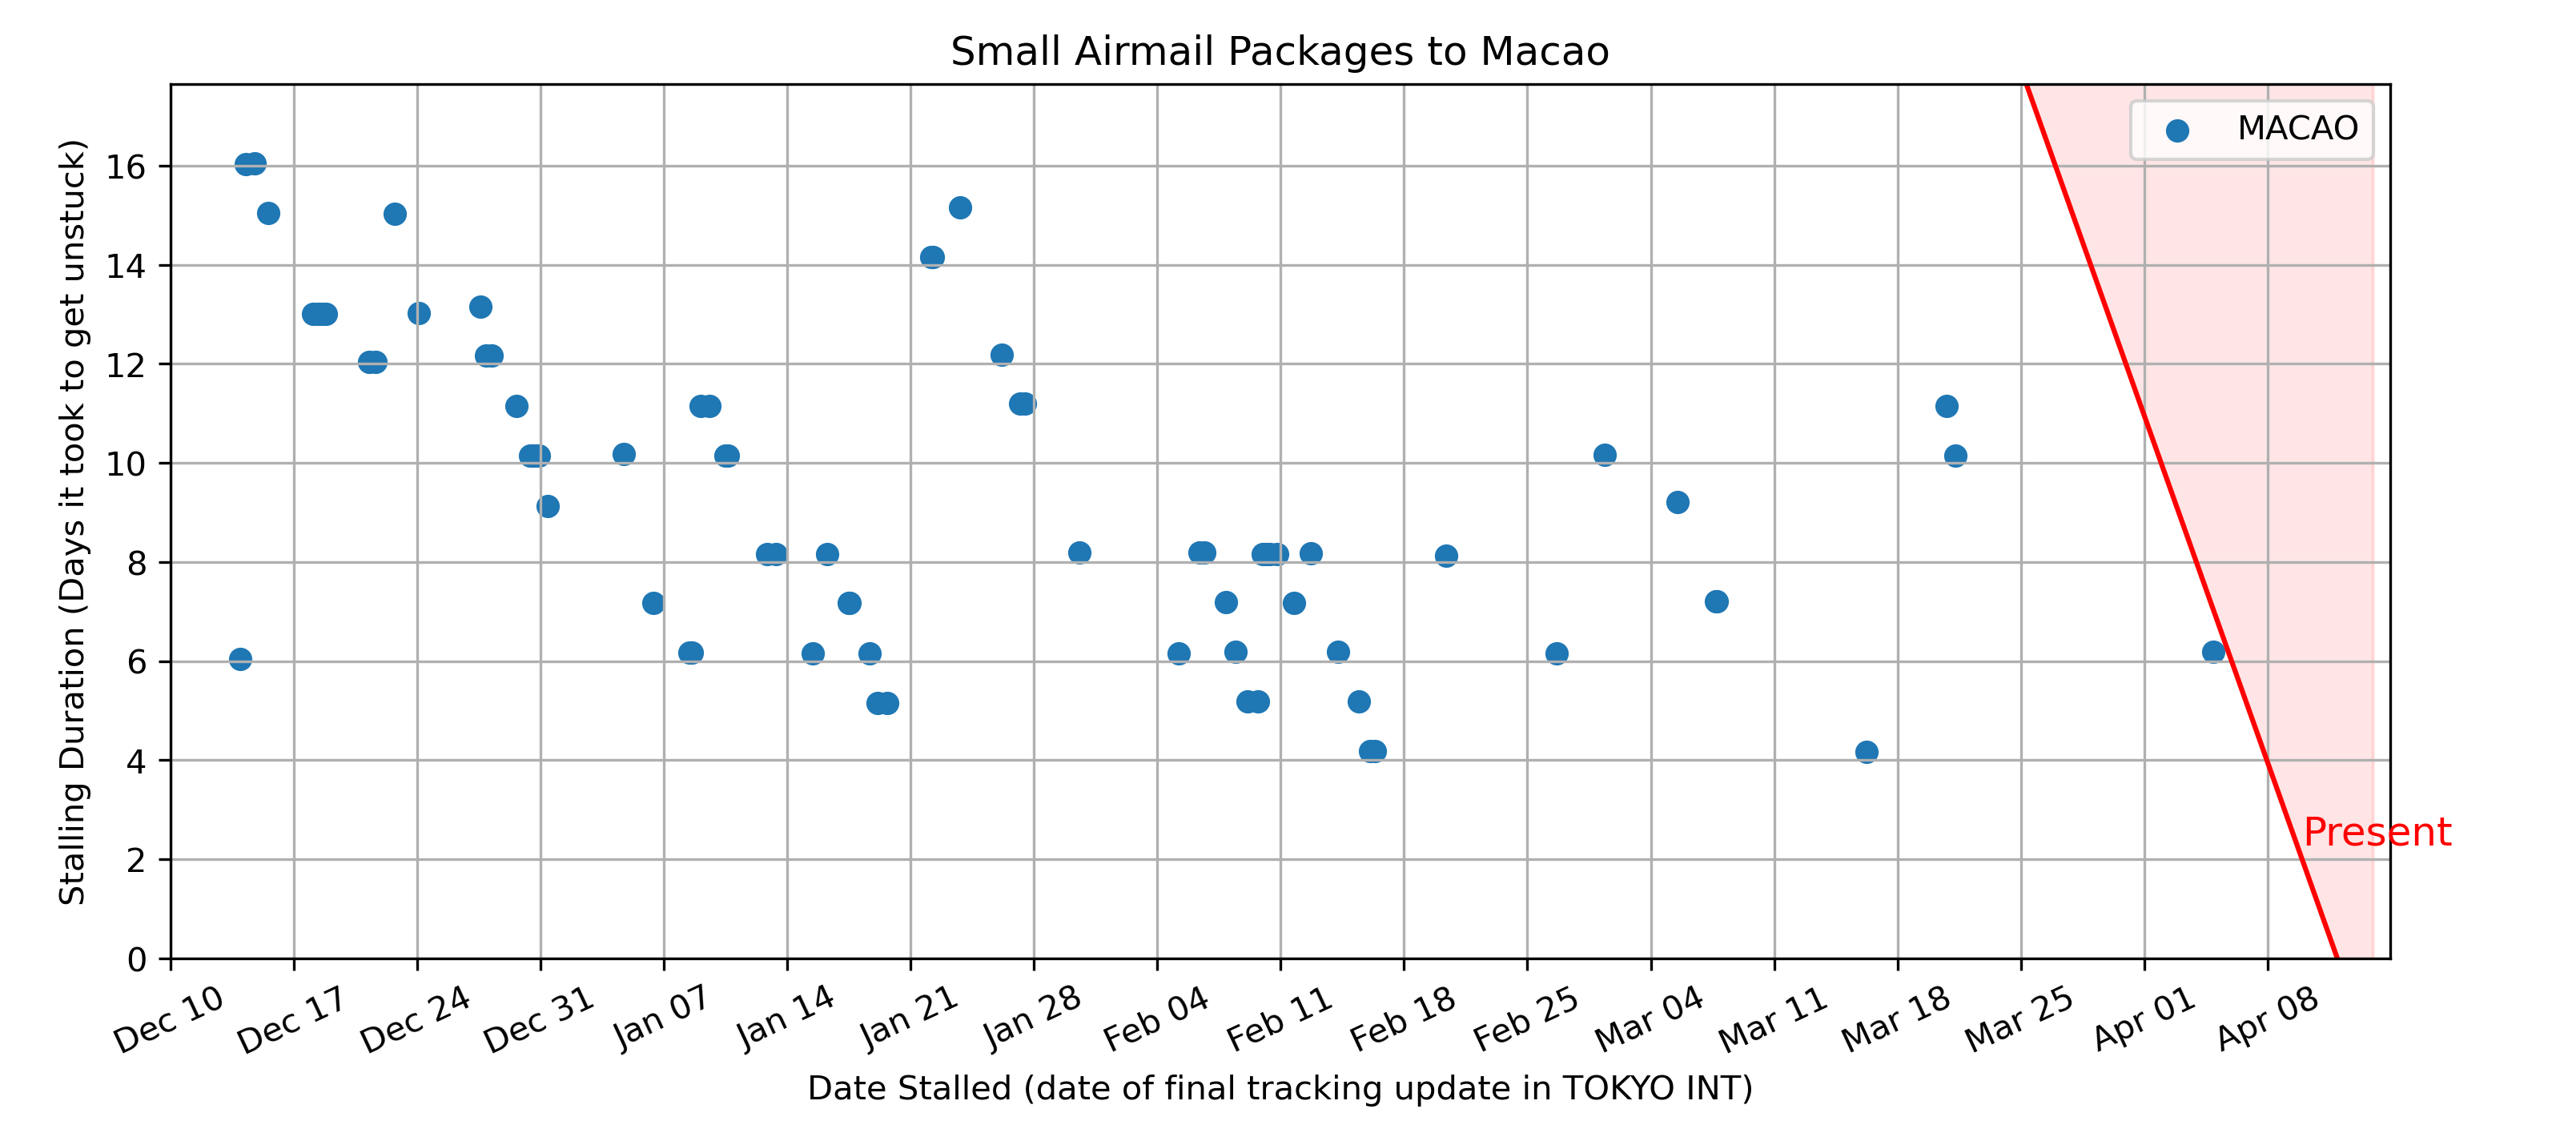 Small Airmail Packages to Macao
MACAO
Stalling Duration (Days it took to get unstuck)
16
14
12
10
8
6
4
2
0
Present
Dec 10
Dec 17
Dec 24
Dec 31
Jan 07
Jan 14
Jan 21
Jan 28
Feb 04
Feb 11
Feb 18
Feb 25
Mar 04
Mar 11
Mar 18
Mar 25
Apr 01
Apr 08
Date Stalled (date of final tracking update in TOKYO INT)